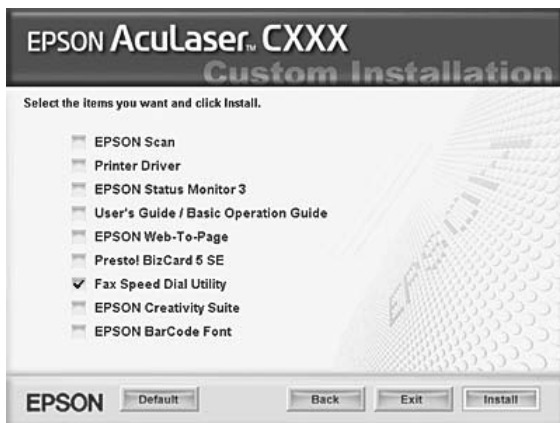 EPSON AcuLaser™ CXXX
Custom Installation
Select the items you want and click Install.
EPSON Scan
Printer Driver
EPSON Status Monitor 3
User's Guide / Basic Operation Guide
EPSON Web-To-Page
Presto! BizCard 5 SE
Fax Speed Dial Utility
EPSON Creativity Suite
EPSON BarCode Font
EPSON
EPSON Default Back Exit Install